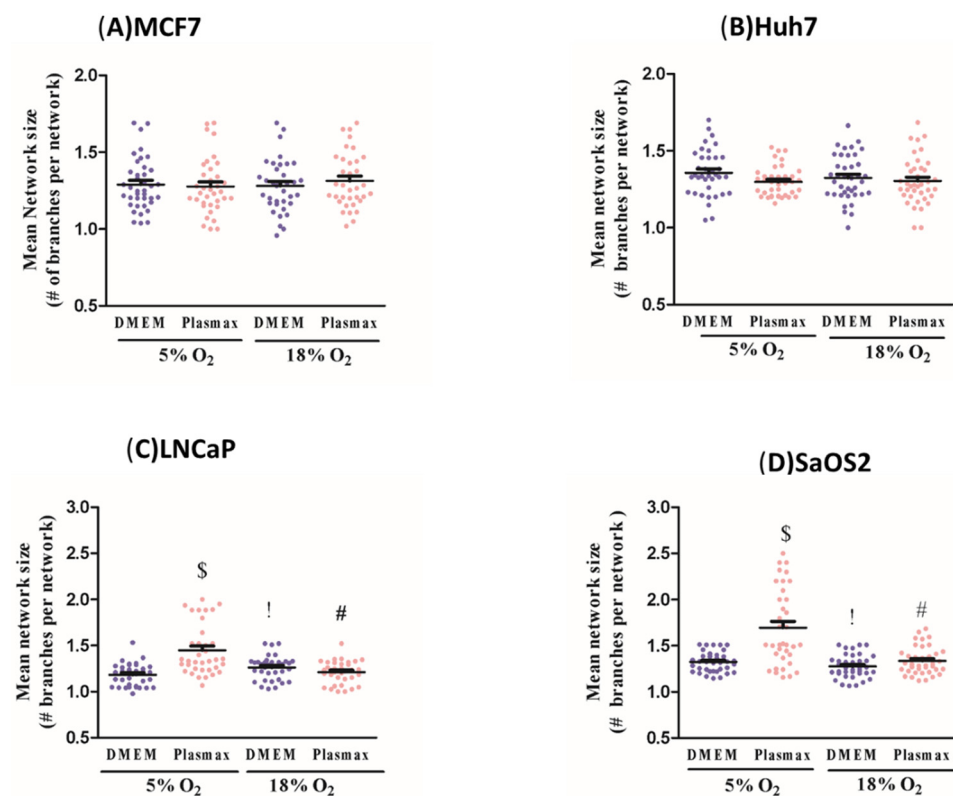 (A)MCF7
Mean Network size
(# of branches per network)
2.0
1.5
1.0
0.5
DMEM Plasmax DMEM Plasmax
5% O₂ 18% O₂
(B)Huh7
Mean network size
(# branches per network)
2.0
1.5
1.0
0.5
DMEM Plasmax DMEM Plasmax
5% O₂ 18% O₂
(C)LNCaP
Mean network size
(# branches per network)
3.0
2.5
2.0
1.5
1.0
0.5
$
!
#
DMEM Plasmax DMEM Plasmax
5% O₂ 18% O₂
(D)SaOS2
Mean network size
(# branches per network )
3.0
2.5
2.0
1.5
1.0
0.5
$
!
#
DMEM Plasmax DMEM Plasmax
5% O₂ 18% O₂